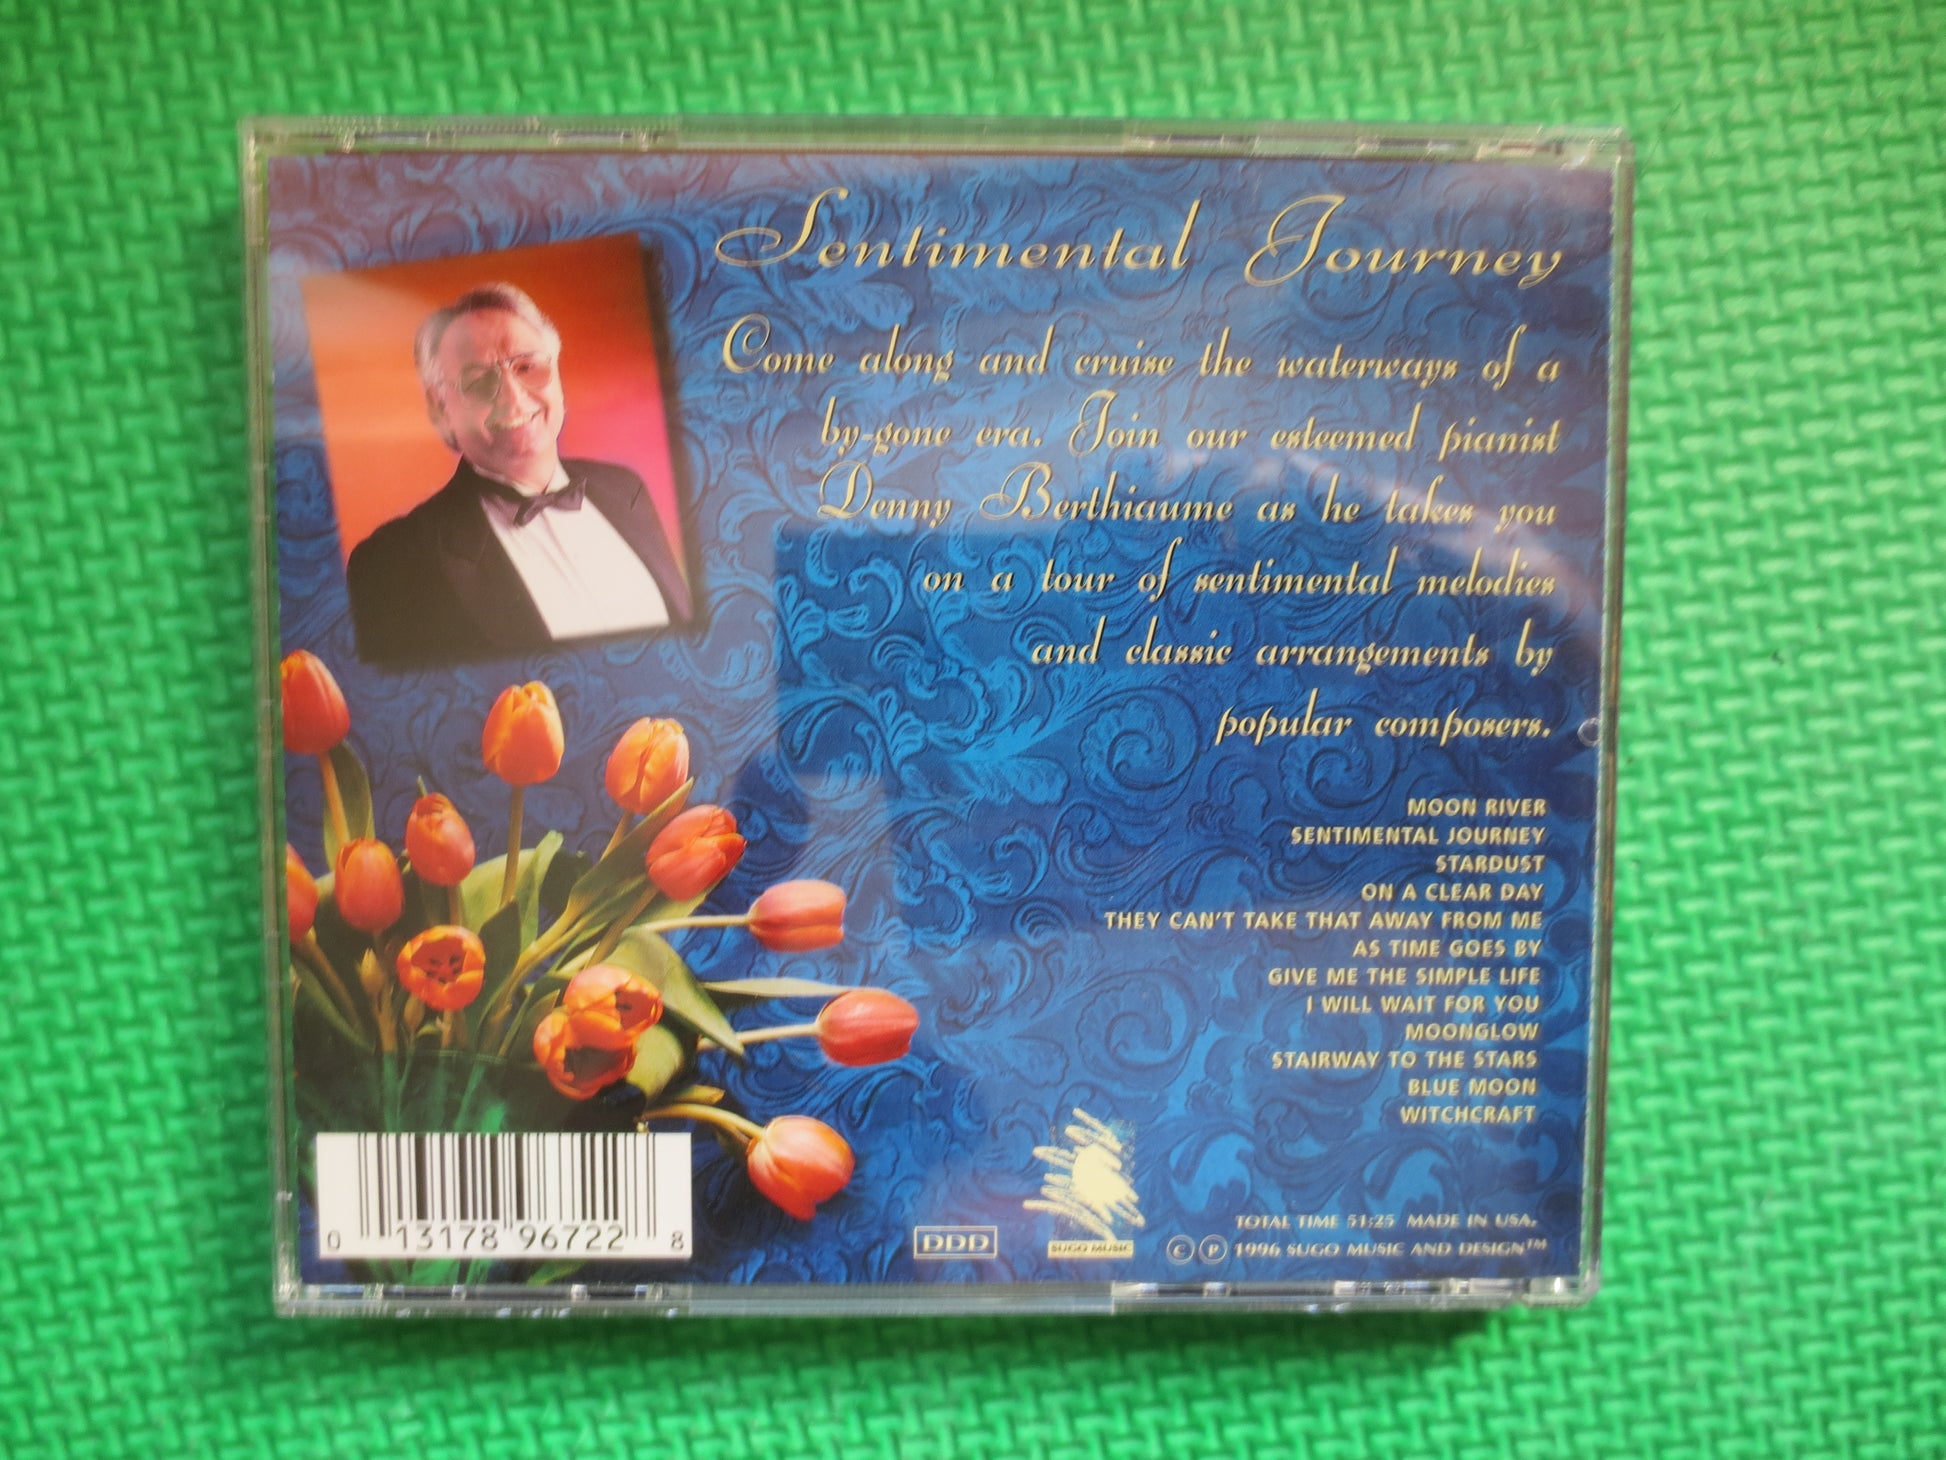 Sentimental Journey
Come along and cruise the waterways of a
by-gone era. Join our esteemed pianist
Denny Berthiaume as he takes you
on a tour of sentimental melodies
and classic arrangements by
popular composers.
MOON RIVER
SENTIMENTAL JOURNEY
STARDUST
ON A CLEAR DAY
THEY CAN'T TAKE THAT AWAY FROM ME
AS TIME GOES BY
GIVE ME THE SIMPLE LIFE
I WILL WAIT FOR YOU
MOONGLOW
STAIRWAY TO THE STARS
BLUE MOON
WITCHCRAFT
0 13178 96722 8
DDD
SUGO MUSIC
TOTAL TIME 51:25 MADE IN USA.
© ℗ 1996 SUGO MUSIC AND DESIGN™